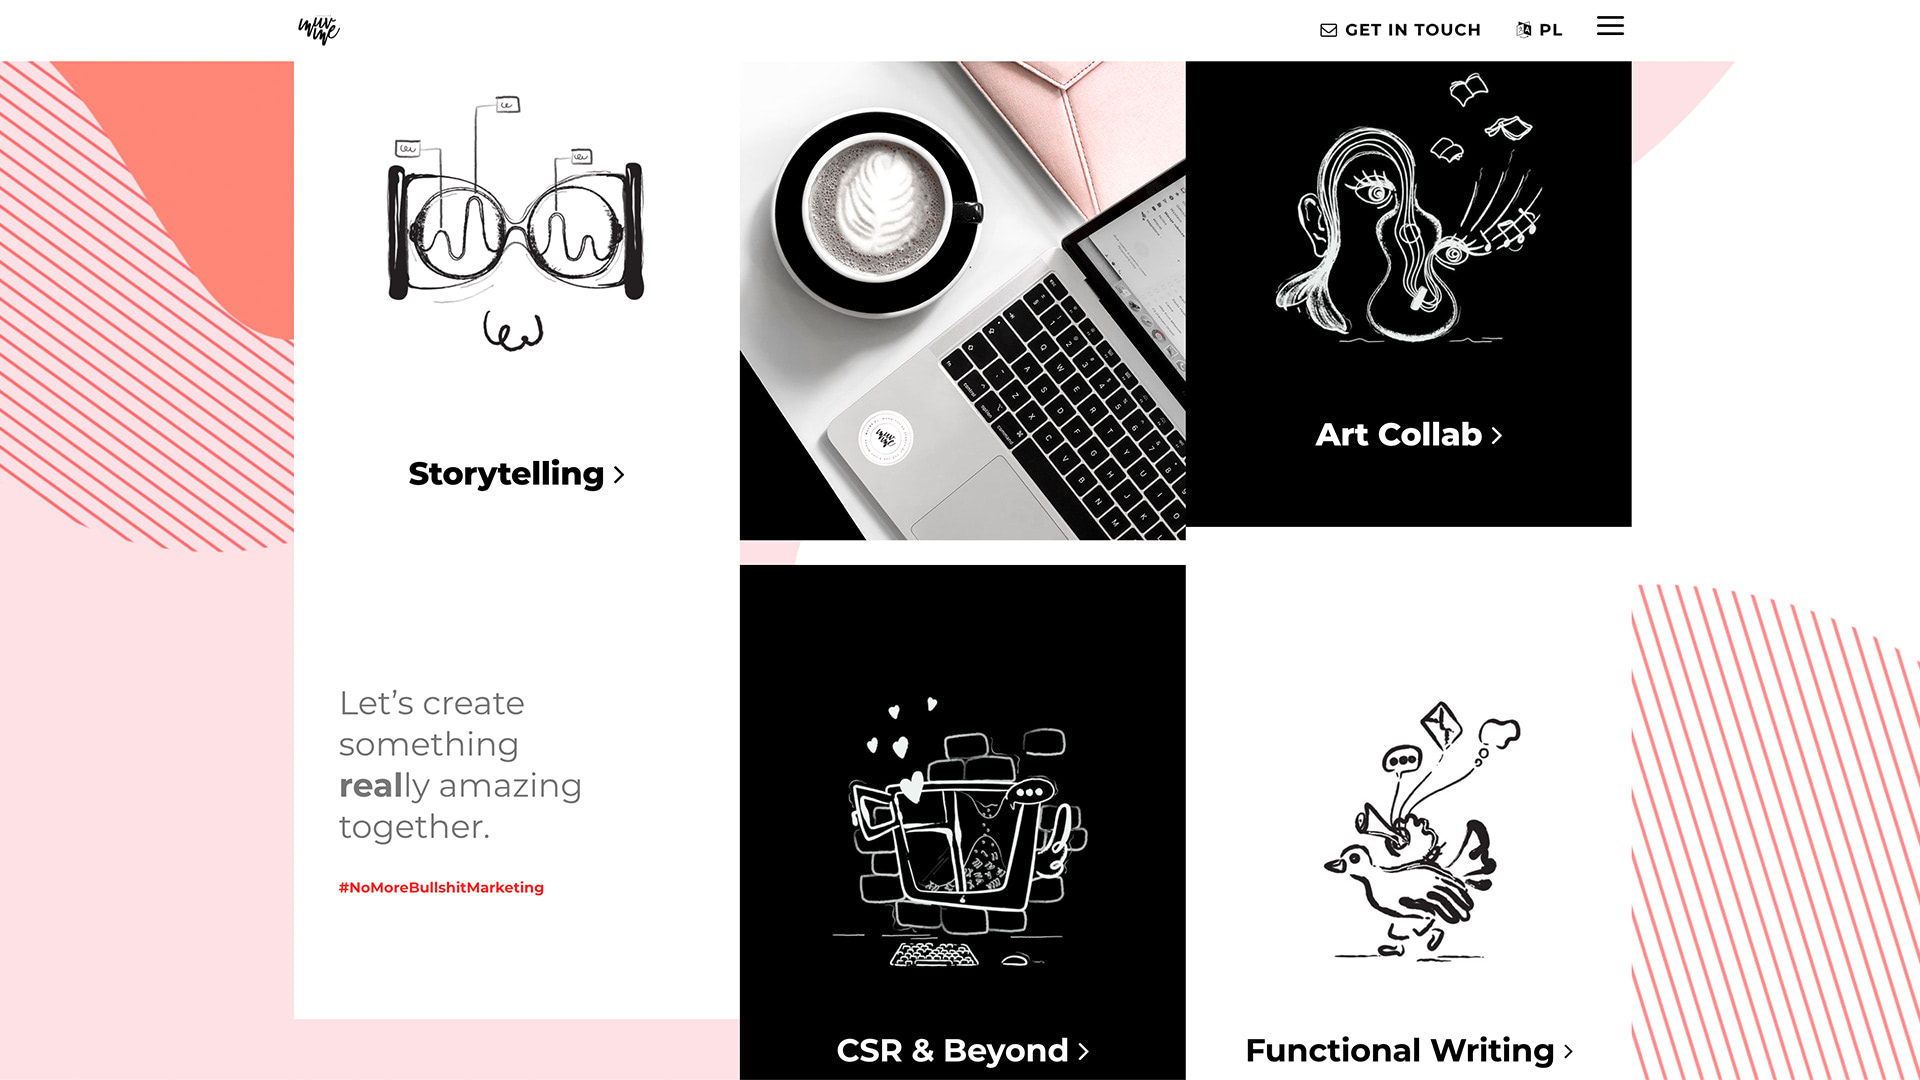 GET IN TOUCH
PL
Storytelling
Art Collab
Let’s create
something
really amazing
together.
#NoMoreBullshitMarketing
CSR & Beyond
Functional Writing